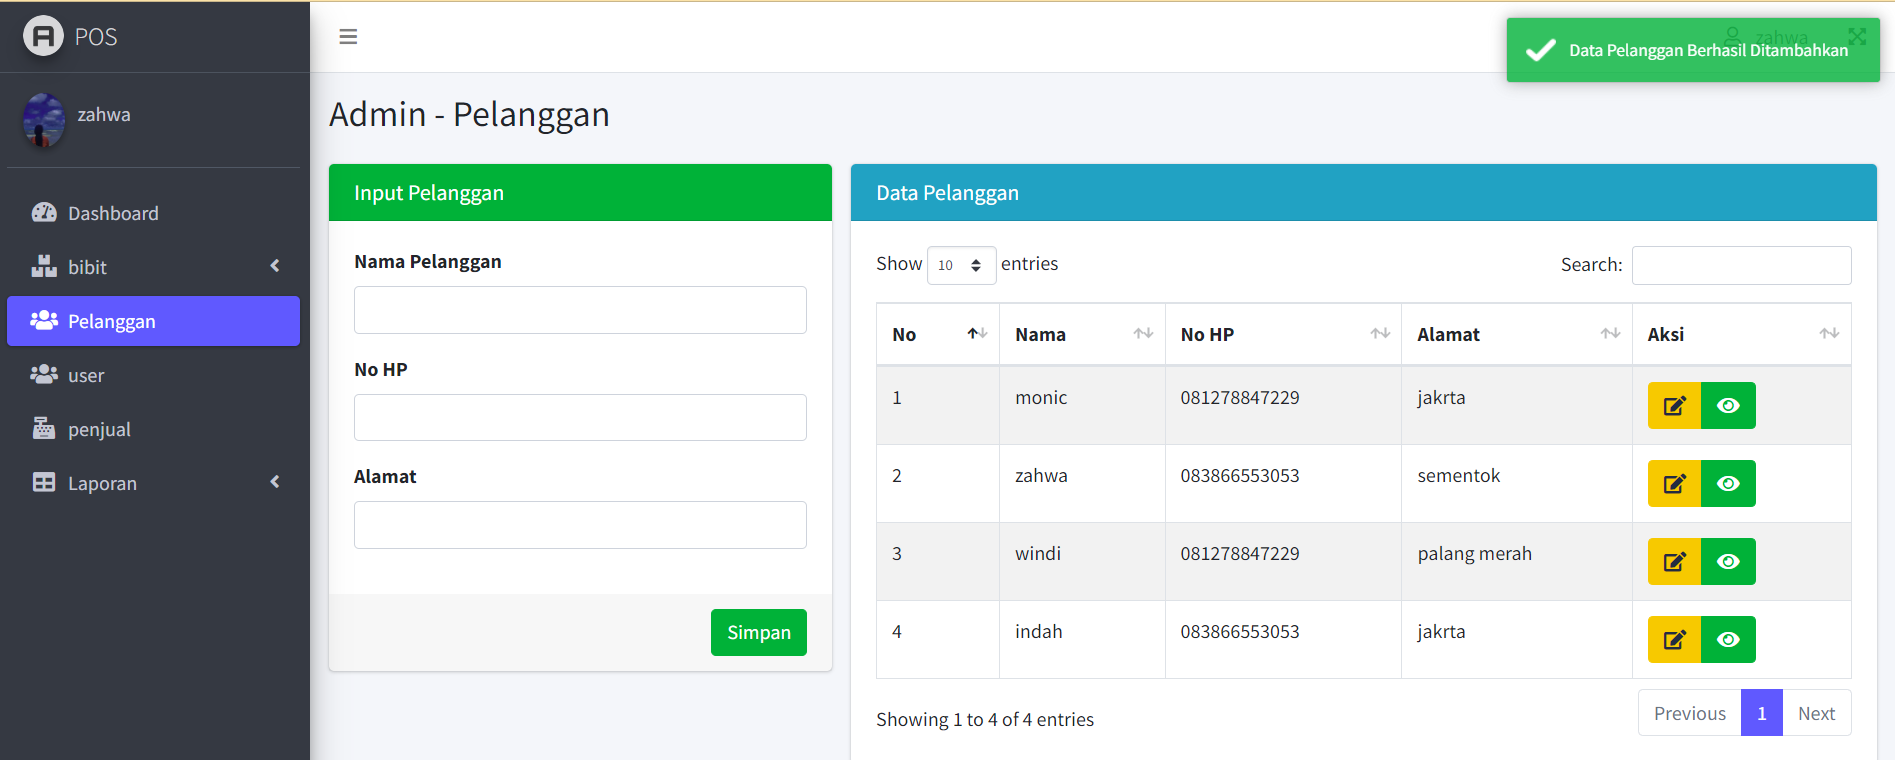 POS
zahwa
Dashboard
bibit
Pelanggan
user
penjual
Laporan
zahwa
Data Pelanggan Berhasil Ditambahkan
Admin - Pelanggan
Input Pelanggan
Nama Pelanggan
No HP
Alamat
Simpan
Data Pelanggan
Show 10 entries
Search:
No Nama No HP Alamat Aksi
1 monic 081278847229 jakrta
2 zahwa 083866553053 sementok
3 windi 081278847229 palang merah
4 indah 083866553053 jakrta
Showing 1 to 4 of 4 entries
Previous 1 Next